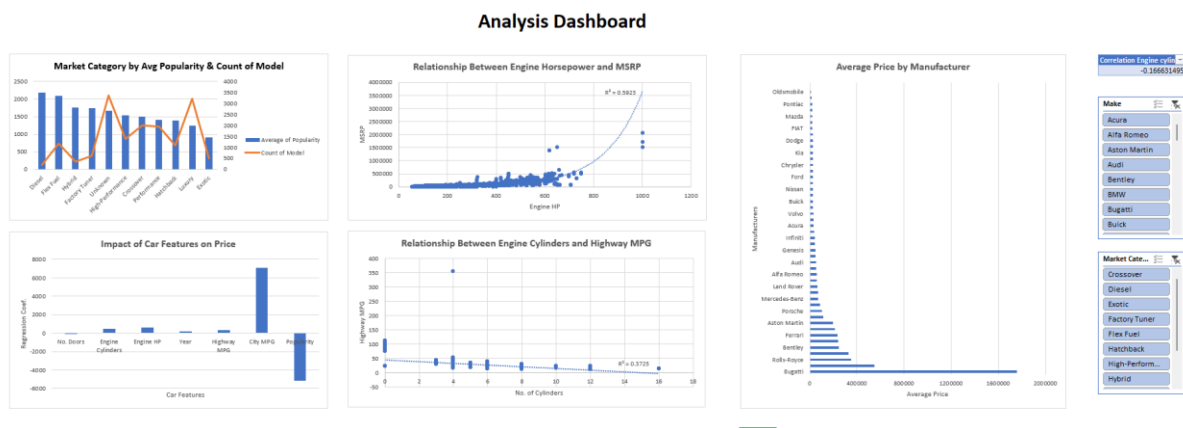 Analysis Dashboard
Market Category by Avg Popularity & Count of Model
2500
2000
1500
1000
500
0
4000
3500
3000
2500
2000
1500
1000
500
0
Diesel
Flex Fuel
Hybrid
Factory Tuner
Unknown
High-Performance
Crossover
Performance
Hatchback
Luxury
Exotic
Average of Popularity
Count of Model
Relationship Between Engine Horsepower and MSRP
4000000
3500000
3000000
2500000
2000000
1500000
1000000
500000
0
MSRP
R² = 0.5925
0
200
400
600
800
1000
1200
Engine HP
Average Price by Manufacturer
Manufacturers
Oldsmobile
Pontiac
Mazda
FIAT
Dodge
Kia
Chrysler
Ford
Nissan
Buick
Volvo
Acura
Infiniti
Genesis
Audi
Alfa Romeo
Land Rover
Mercedes-Benz
Porsche
Aston Martin
Ferrari
Bentley
Rolls-Royce
Bugatti
0
400000
800000
1200000
1600000
2000000
Average Price
Correlation Engine cylin
-0.166631495
Make
Acura
Alfa Romeo
Aston Martin
Audi
Bentley
BMW
Bugatti
Buick
Market Cate...
Crossover
Diesel
Exotic
Factory Tuner
Flex Fuel
Hatchback
High-Perform...
Hybrid
Impact of Car Features on Price
8000
6000
4000
2000
0
-2000
-4000
-6000
Regression Coef.
No. Doors
Engine Cylinders
Engine HP
Year
Highway MPG
City MPG
Popularity
Car Features
Relationship Between Engine Cylinders and Highway MPG
400
350
300
250
200
150
100
50
0
-50
Highway MPG
R² = 0.3725
0
2
4
6
8
10
12
14
16
18
No. of Cylinders